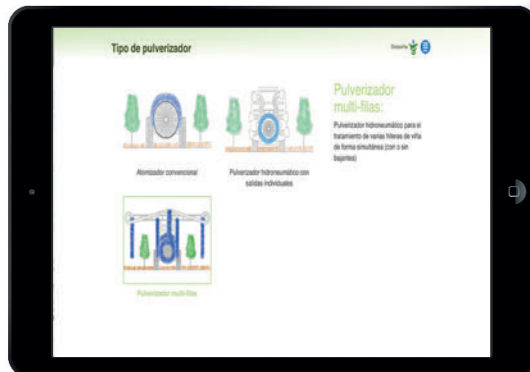 Tipo de pulverizador
Dosaviña
Pulverizador
multi-filas:
Pulverizador hidroneumático para el
tratamiento de varias hileras de viña
de forma simultánea (con o sin
bajantes)
Atomizador convencional
Pulverizador hidroneumático con
salidas individuales
Pulverizador multi-filas